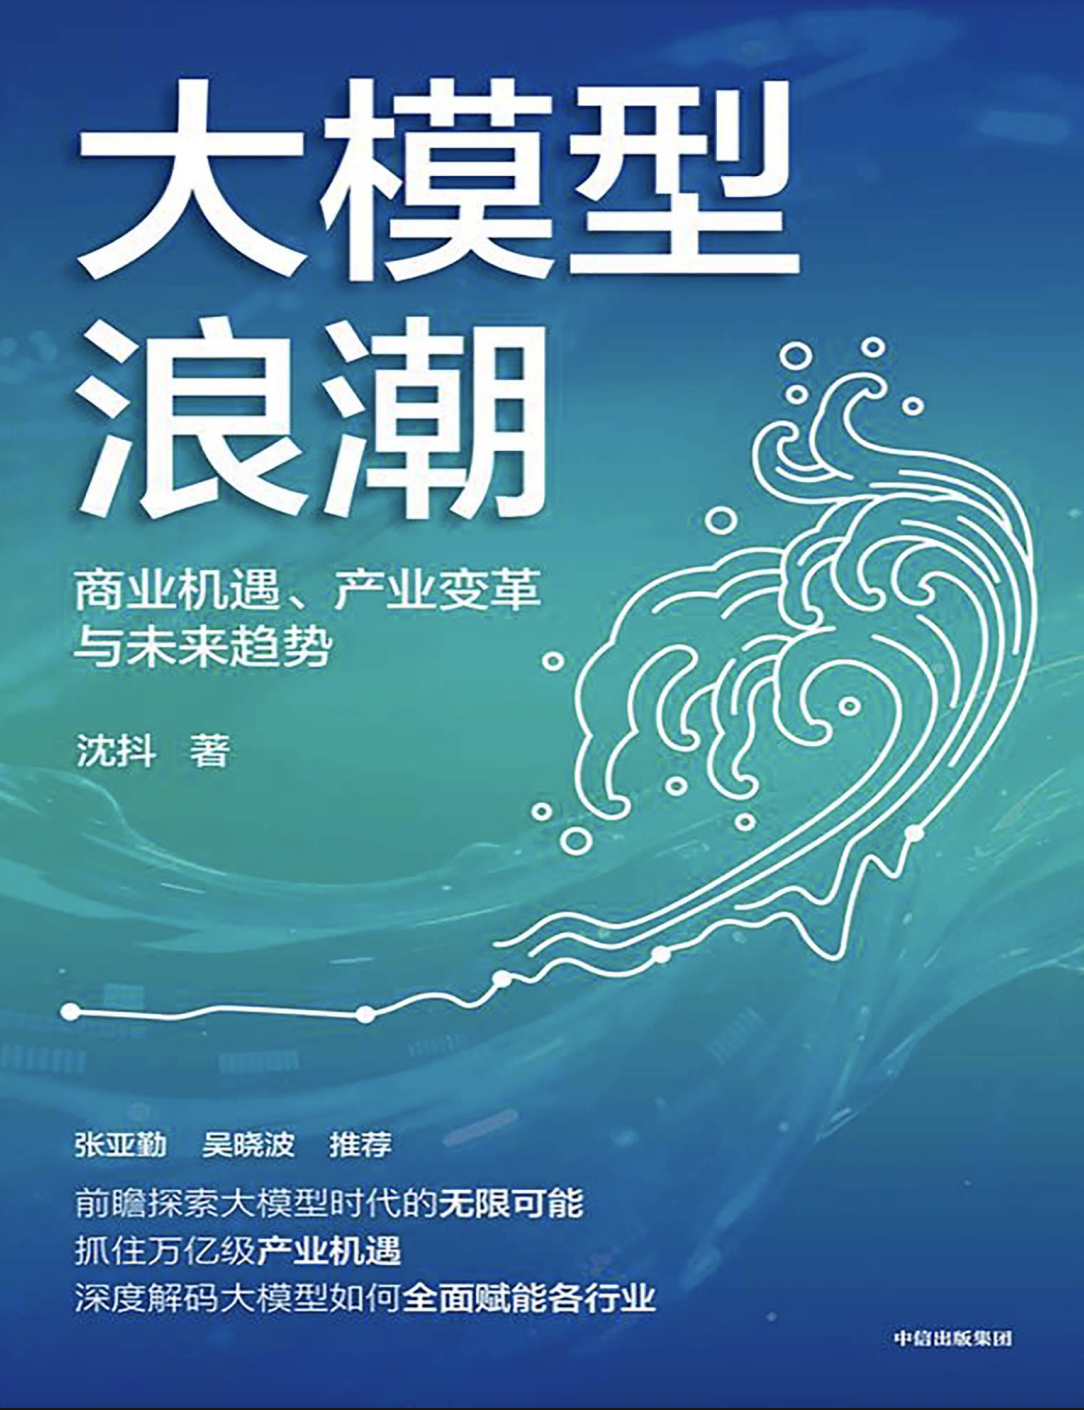 大模型
浪潮
商业机遇、产业变革
与未来趋势
沈抖 著
张亚勤 吴晓波 推荐
前瞻探索大模型时代的无限可能
抓住万亿级产业机遇
深度解码大模型如何全面赋能各行业
中信出版集团